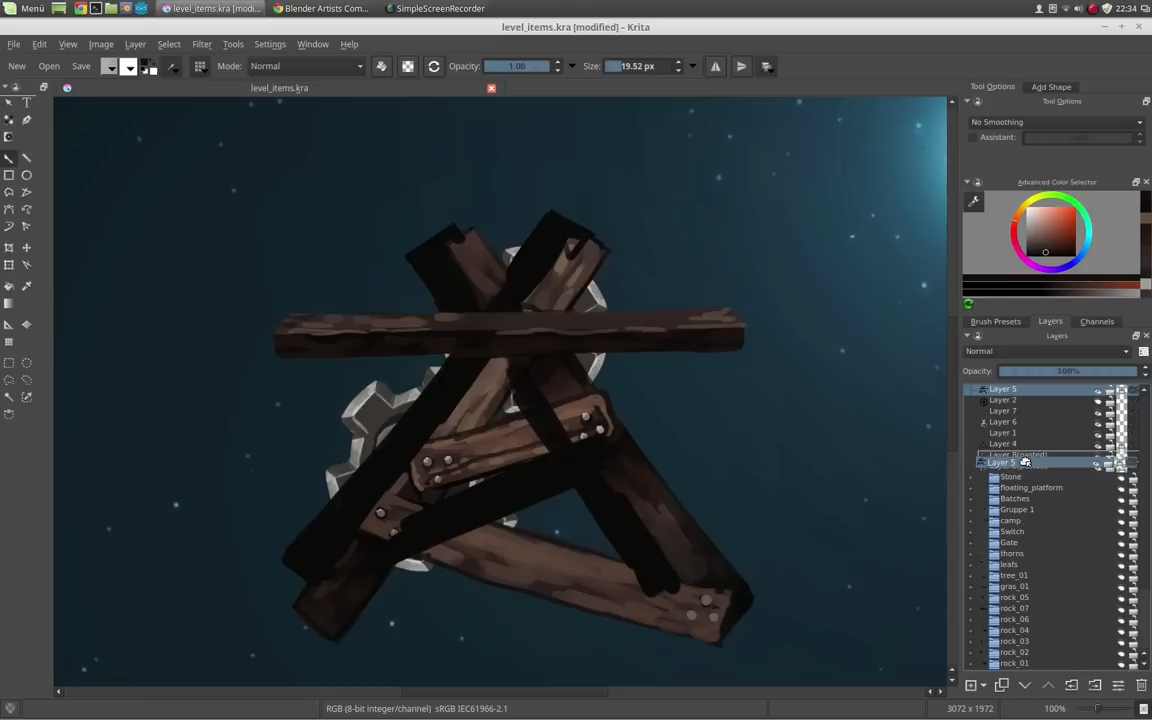 Menü
level_items.kra [modi...
Blender Artists Com...
SimpleScreenRecorder
22:34
level_items.kra [modified] - Krita
File Edit View Image Layer Select Filter Tools Settings Window Help
New Open Save Mode: Normal Opacity: 1.00 Size: 19.52 px
level_items.kra
Tool Options Add Shape
Tool Options
No Smoothing
Assistant:
Advanced Color Selector
Brush Presets Layers Channels
Layers
Normal
Opacity: 100%
Layer 5
Layer 2
Layer 7
Layer 6
Layer 1
Layer 4
Layer 8(pasted)
Layer 5
Stone
floating_platform
Batches
Gruppe 1
camp
Switch
Gate
thorns
leafs
tree_01
gras_01
rock_05
rock_07
rock_06
rock_04
rock_03
rock_02
rock_01
RGB (8-bit integer/channel) sRGB IEC61966-2.1
3072 x 1972 100%